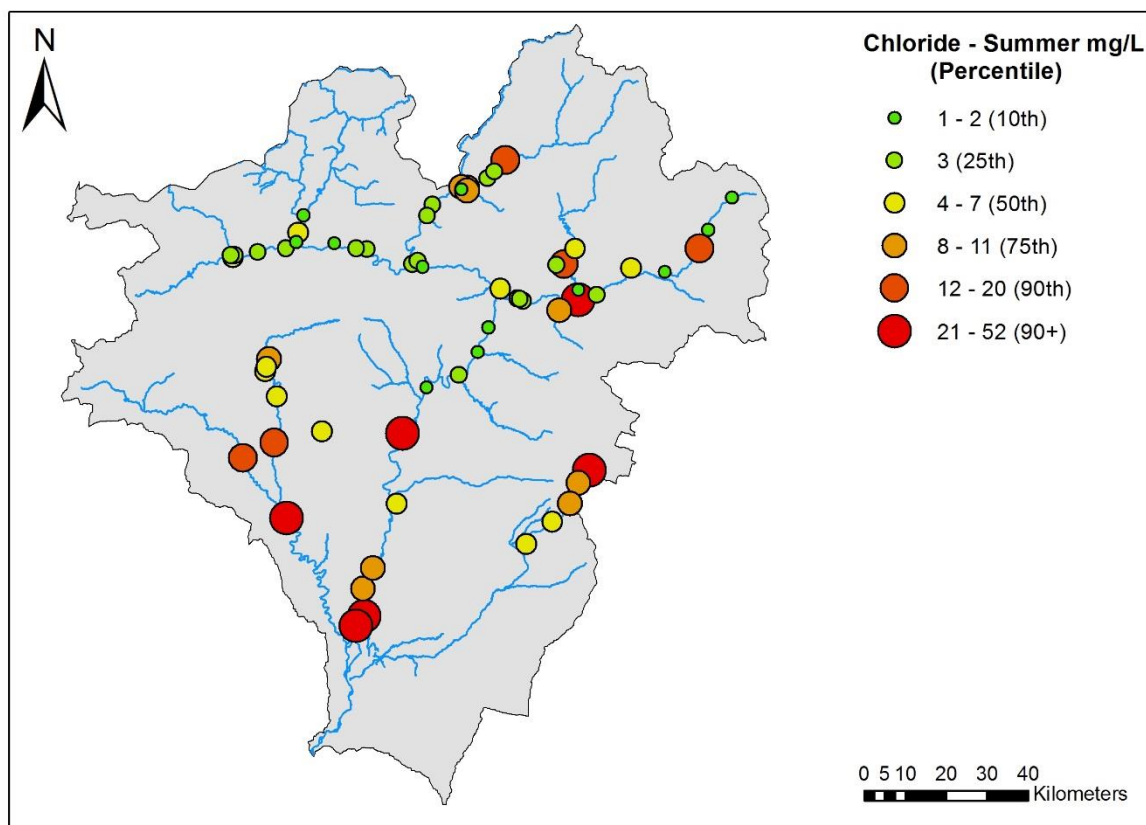 N
Chloride - Summer mg/L
(Percentile)
1 - 2 (10th)
3 (25th)
4 - 7 (50th)
8 - 11 (75th)
12 - 20 (90th)
21 - 52 (90+)
0 5 10 20 30 40
Kilometers